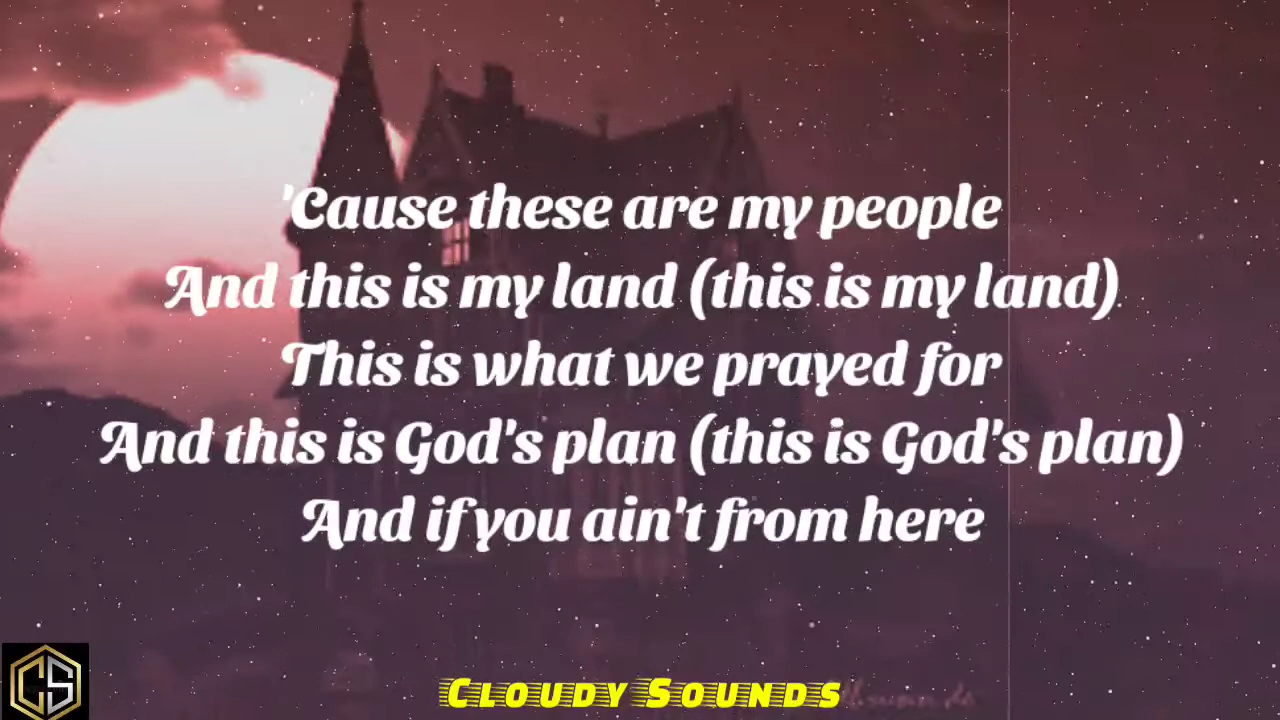 'Cause these are my people
And this is my land (this is my land)
This is what we prayed for
And this is God's plan (this is God's plan)
And if you ain't from here
CS
Cloudy Sounds